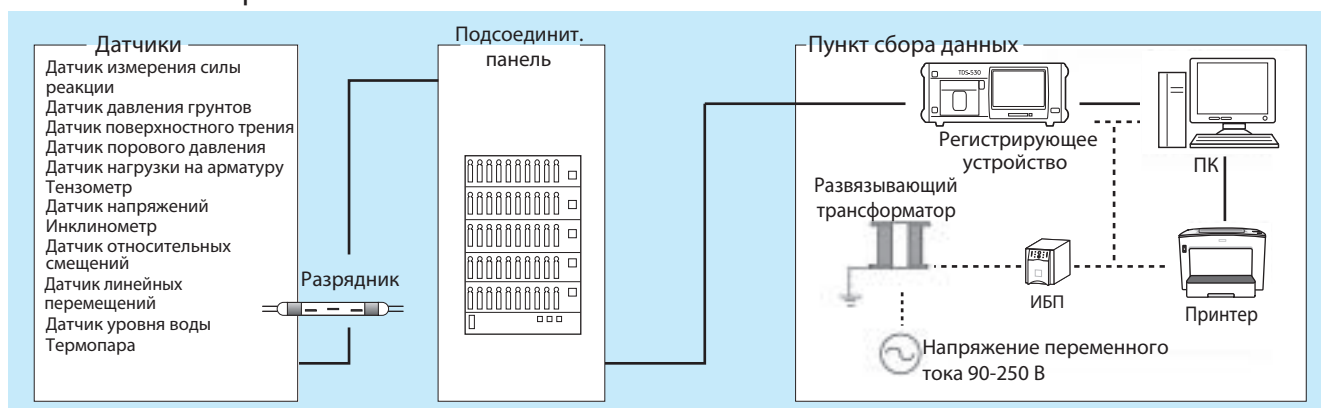 Датчики
Датчик измерения силы
реакции
Датчик давления грунтов
Датчик поверхностного трения
Датчик порового давления
Датчик нагрузки на арматуру
Тензометр
Датчик напряжений
Инклинометр
Датчик относительных
смещений
Датчик линейных
перемещений
Датчик уровня воды
Термопара
Разрядник
Подсоединит.
панель
Пункт сбора данных
TDS-530
Регистрирующее
устройство
ПК
Развязывающий
трансформатор
ИБП
Принтер
Напряжение переменного
тока 90-250 В